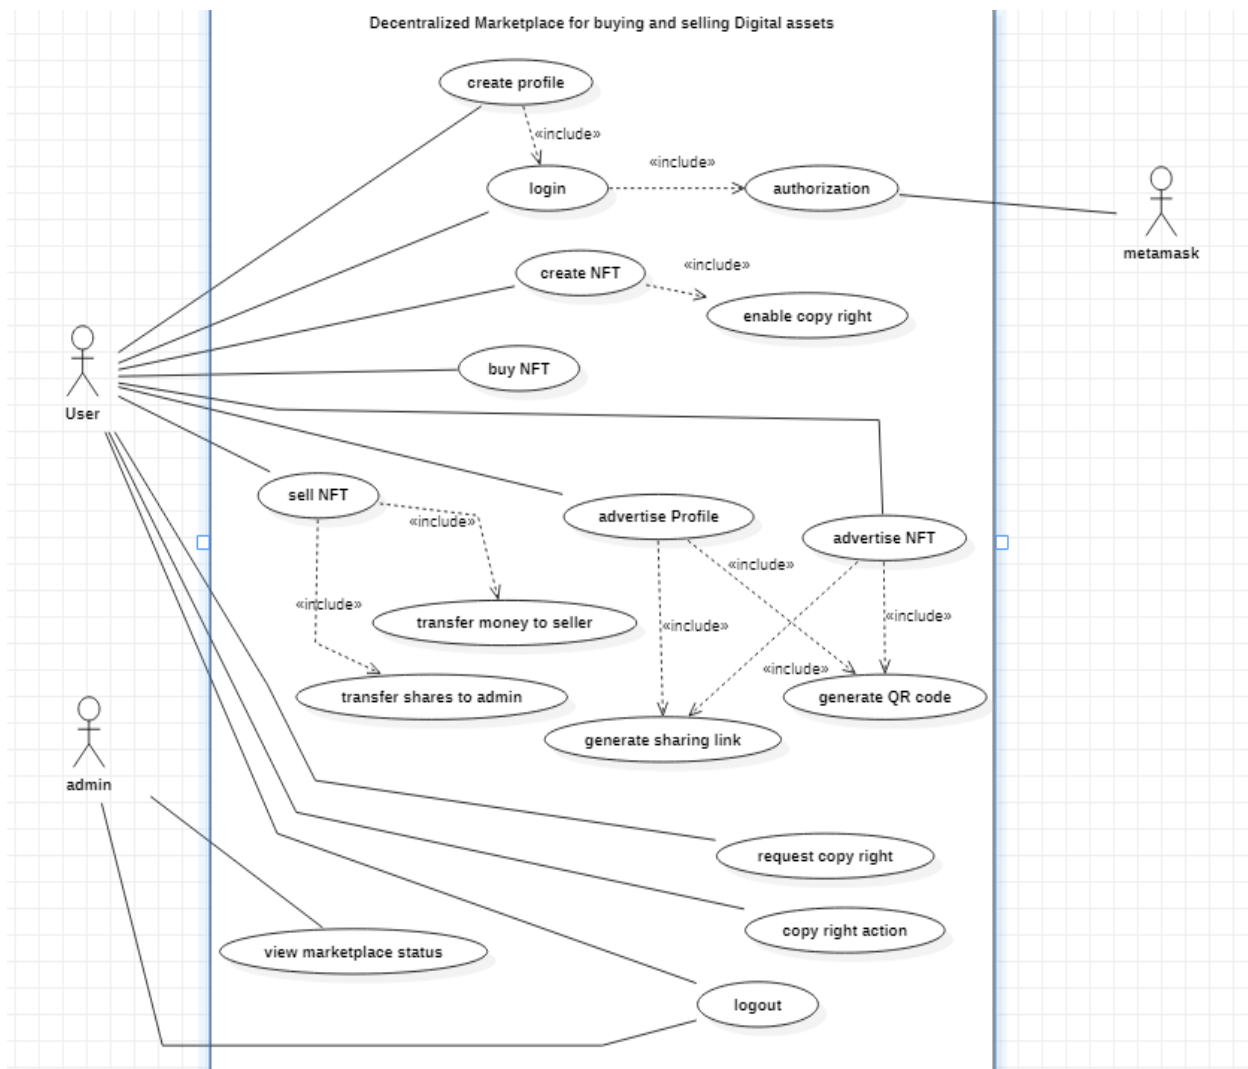 Decentralized Marketplace for buying and selling Digital assets
create profile
«include»
«include»
login
authorization
metamask
«include»
create NFT
enable copy right
buy NFT
User
sell NFT
«include»
advertise Profile
advertise NFT
«include»
«include»
«include»
transfer money to seller
«include»
«include»
transfer shares to admin
generate QR code
generate sharing link
admin
request copy right
copy right action
view marketplace status
logout